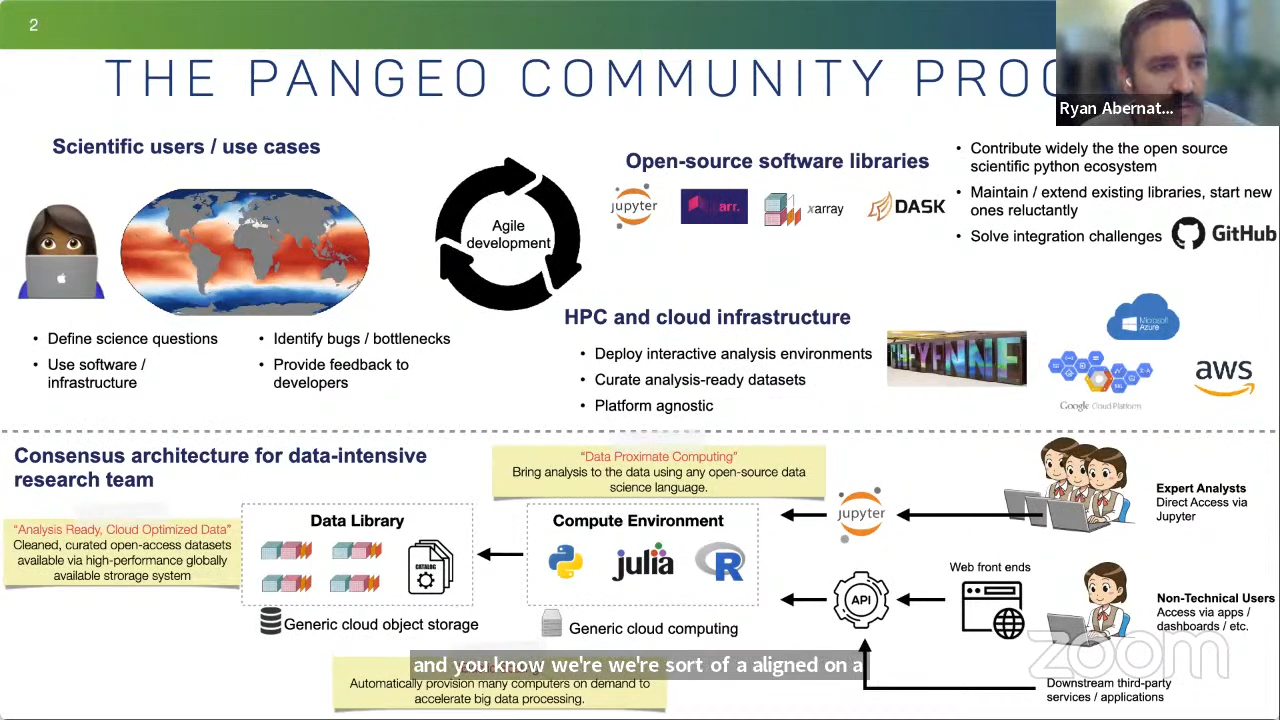 2
THE PANGEO COMMUNITY
Ryan Abernat...
Scientific users / use cases
Agile
development
Define science questions
Use software /
infrastructure
Identify bugs / bottlenecks
Provide feedback to
developers
Open-source software libraries
jupyter
arr.
xarray
DASK
• Contribute widely the the open source
scientific python ecosystem
• Maintain / extend existing libraries, start new
ones reluctantly
• Solve integration challenges
GitHub
HPC and cloud infrastructure
• Deploy interactive analysis environments
• Curate analysis-ready datasets
• Platform agnostic
Microsoft
Azure
Google Cloud Platform
aws
Consensus architecture for data-intensive
research team
"Analysis Ready, Cloud Optimized Data"
Cleaned, curated open-access datasets
available via high-performance globally
available strorage system
Data Library
CATALOG
Generic cloud object storage
"Data Proximate Computing"
Bring analysis to the data using any open-source data
science language.
Compute Environment
julia
R
Generic cloud computing
jupyter
Expert Analysts
Direct Access via
Jupyter
API
Web front ends
Non-Technical Users
Access via apps /
dashboards / etc.
zoom
Downstream third-party
services / applications
and you know we're we're sort of a aligned on a
Automatically provision many computers on demand to
accelerate big data processing.